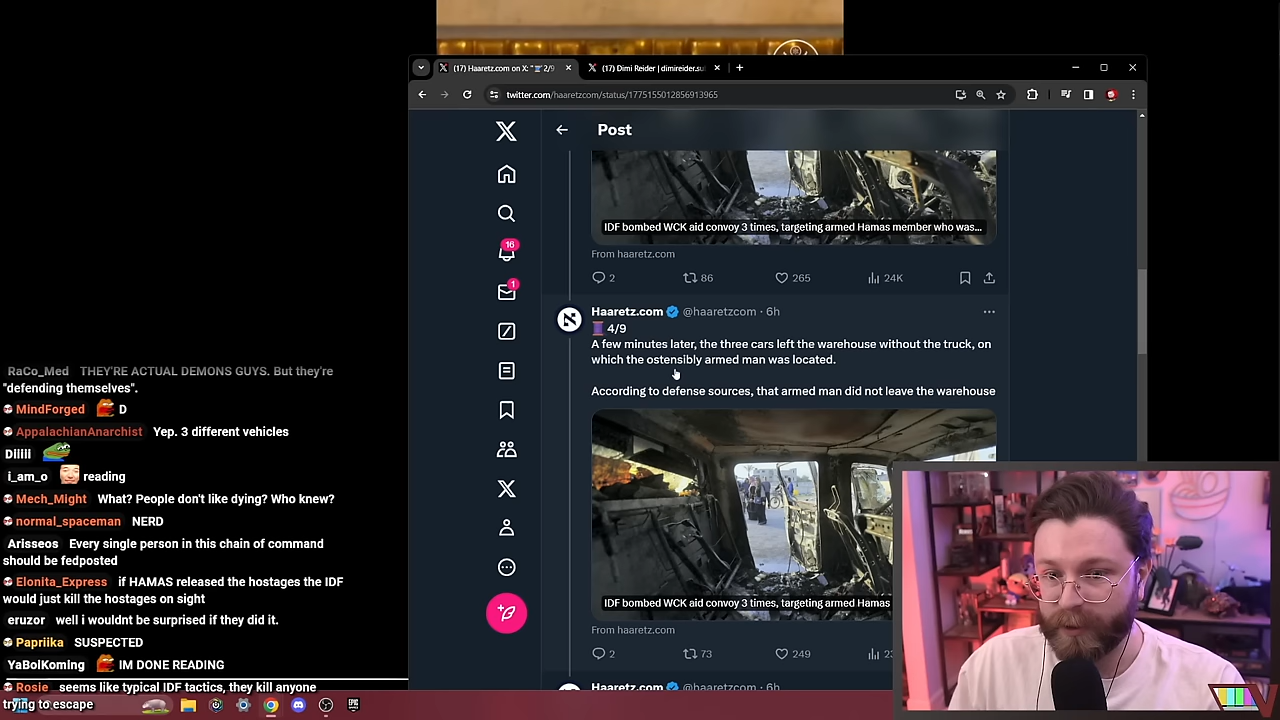 (17) Haaretz.com on X: "🧵2/9
(17) Dimi Reider | dimireider.su
twitter.com/haaretzcom/status/1775155012856913965
Post
IDF bombed WCK aid convoy 3 times, targeting armed Hamas member who was...
From haaretz.com
2 86 265 24K
16
1
Haaretz.com @haaretzcom · 6h
🧵 4/9
A few minutes later, the three cars left the warehouse without the truck, on
which the ostensibly armed man was located.
According to defense sources, that armed man did not leave the warehouse
IDF bombed WCK aid convoy 3 times, targeting armed Hamas
From haaretz.com
2 73 249 23
Haaretz.com @haaretzcom · 6h
RaCo_Med THEY'RE ACTUAL DEMONS GUYS. But they're
"defending themselves".
MindForged D
AppalachianAnarchist Yep. 3 different vehicles
Diiiii
i_am_o reading
Mech_Might What? People don't like dying? Who knew?
normal_spaceman NERD
Arisseos Every single person in this chain of command
should be fedposted
Elonita_Express if HAMAS released the hostages the IDF
would just kill the hostages on sight
eruzor well i wouldnt be surprised if they did it.
Papriika SUSPECTED
YaBoIKoming IM DONE READING
Rosie seems like typical IDF tactics, they kill anyone
trying to escape